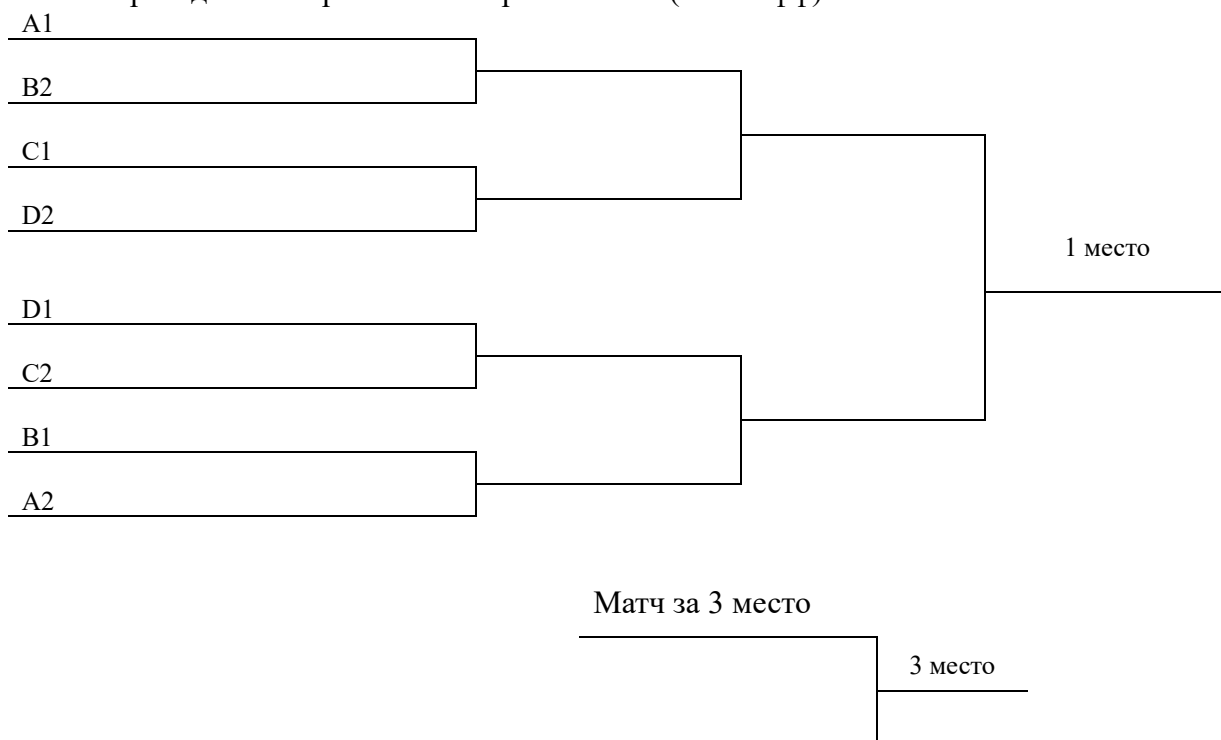 A1
B2
C1
D2
1 место
D1
C2
B1
A2
Матч за 3 место
3 место